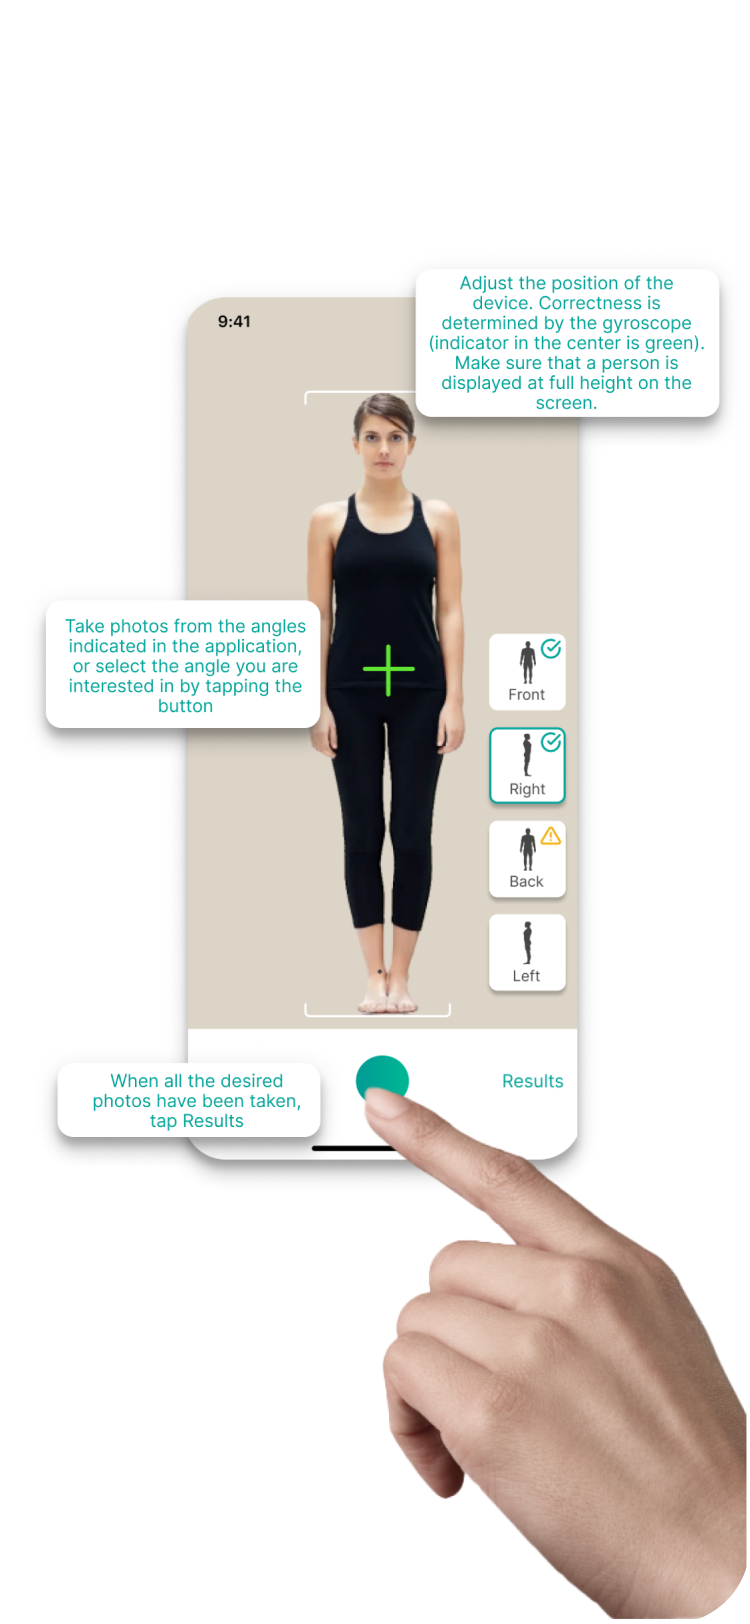 Adjust the position of the
device. Correctness is
determined by the gyroscope
(indicator in the center is green).
Make sure that a person is
displayed at full height on the
screen.
9:41
Take photos from the angles
indicated in the application,
or select the angle you are
interested in by tapping the
button
Front
Right
Back
Left
When all the desired
photos have been taken,
tap Results
Results